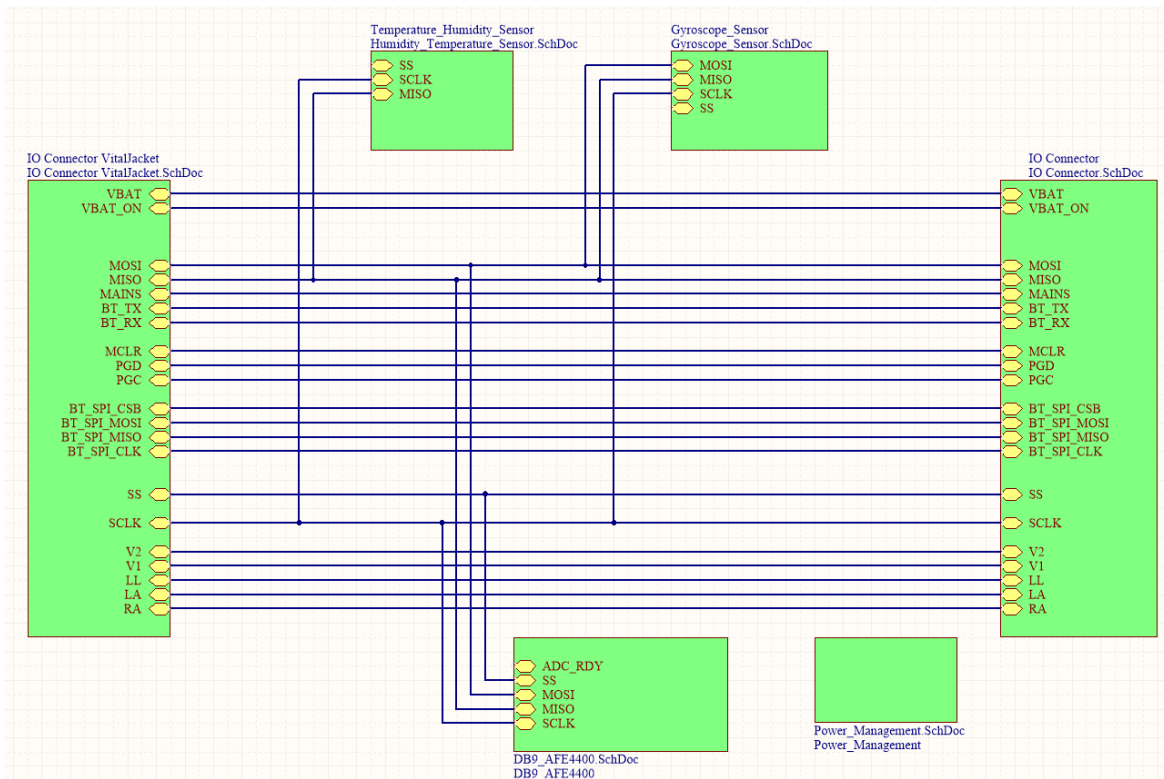 Temperature_Humidity_Sensor
Humidity_Temperature_Sensor.SchDoc
SS
SCLK
MISO
Gyroscope_Sensor
Gyroscope_Sensor.SchDoc
MOSI
MISO
SCLK
SS
IO Connector VitalJacket
IO Connector VitalJacket.SchDoc
VBAT
VBAT_ON
MOSI
MISO
MAINS
BT_TX
BT_RX
MCLR
PGD
PGC
BT_SPI_CSB
BT_SPI_MOSI
BT_SPI_MISO
BT_SPI_CLK
SS
SCLK
V2
V1
LL
LA
RA
IO Connector
IO Connector.SchDoc
VBAT
VBAT_ON
MOSI
MISO
MAINS
BT_TX
BT_RX
MCLR
PGD
PGC
BT_SPI_CSB
BT_SPI_MOSI
BT_SPI_MISO
BT_SPI_CLK
SS
SCLK
V2
V1
LL
LA
RA
ADC_RDY
SS
MOSI
MISO
SCLK
DB9_AFE4400.SchDoc
DB9_AFE4400
Power_Management.SchDoc
Power_Management